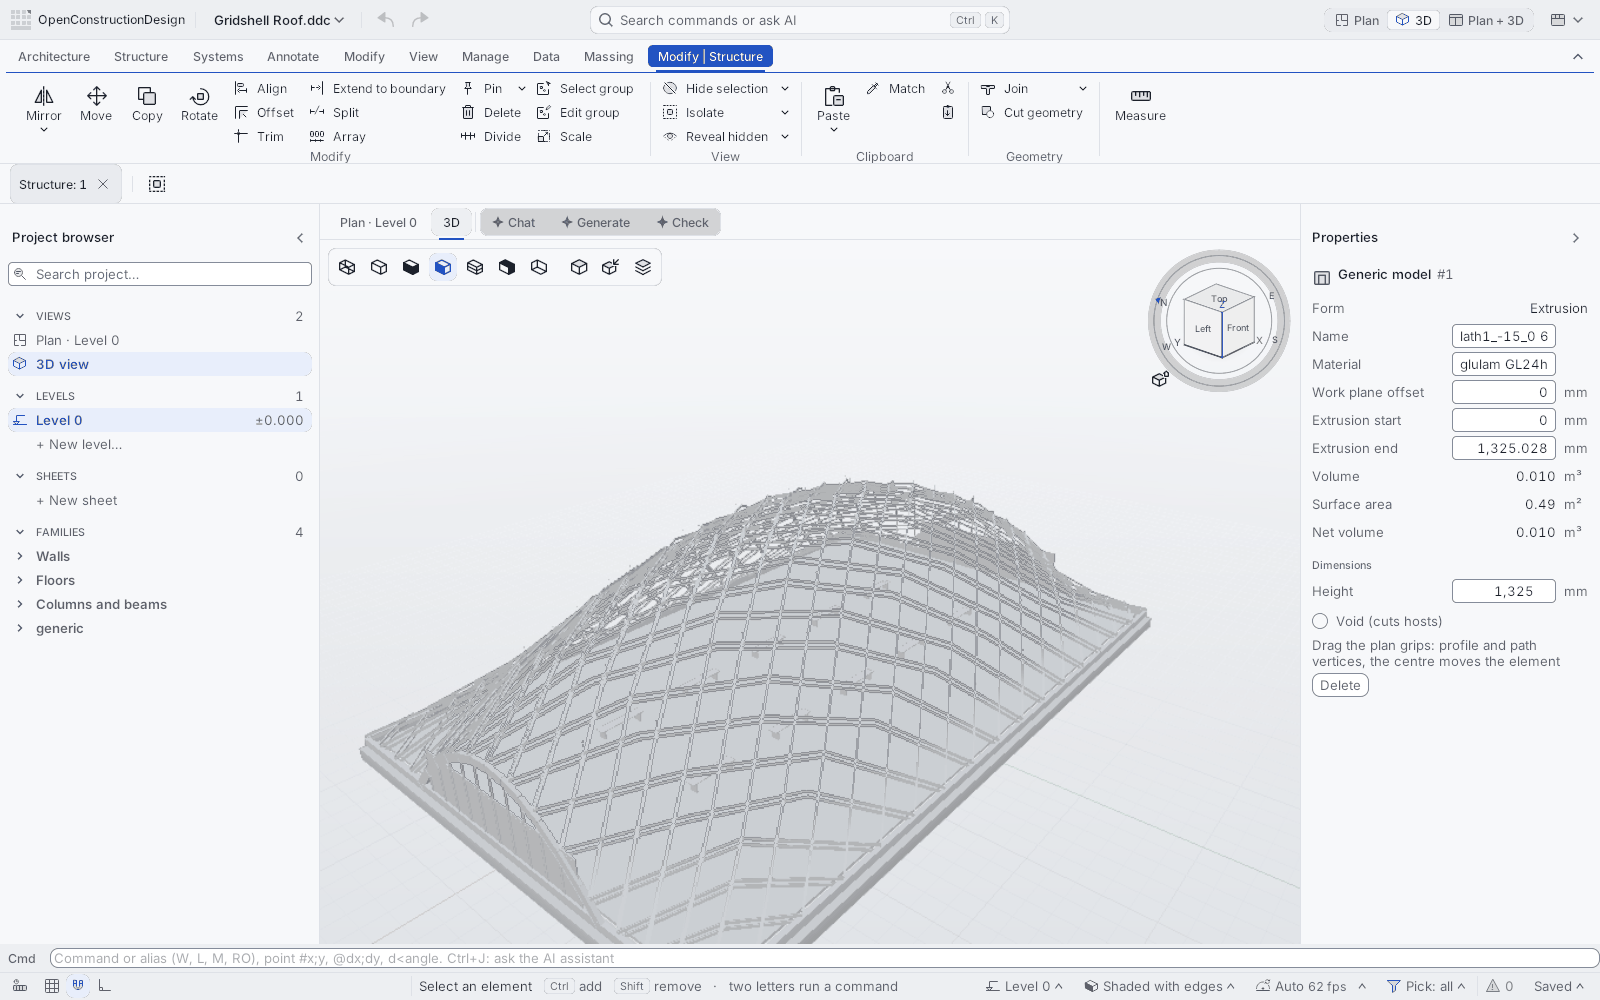 OpenConstructionDesign
Gridshell Roof.ddc
Search commands or ask AI
Ctrl K
Plan
3D
Plan + 3D
Architecture
Structure
Systems
Annotate
Modify
View
Manage
Data
Massing
Modify | Structure
Mirror
Move
Copy
Rotate
Align
Offset
Trim
Extend to boundary
Split
Array
Pin
Delete
Divide
Select group
Edit group
Scale
Modify
Hide selection
Isolate
Reveal hidden
View
Paste
Match
Clipboard
Join
Cut geometry
Geometry
Measure
Structure: 1
Project browser
Search project...
VIEWS 2
Plan · Level 0
3D view
LEVELS 1
Level 0 ±0.000
+ New level...
SHEETS 0
+ New sheet
FAMILIES 4
Walls
Floors
Columns and beams
generic
Plan · Level 0
3D
Chat
Generate
Check
Top
Z
Left
Front
N
E
S
W
Y
X
Properties
Generic model #1
Form Extrusion
Name lath1_-15_0 6
Material glulam GL24h
Work plane offset 0 mm
Extrusion start 0 mm
Extrusion end 1,325.028 mm
Volume 0.010 m³
Surface area 0.49 m²
Net volume 0.010 m³
Dimensions
Height 1,325 mm
Void (cuts hosts)
Drag the plan grips: profile and path
vertices, the centre moves the element
Delete
Cmd
Command or alias (W, L, M, RO), point #x;y, @dx;dy, d<angle. Ctrl+J: ask the AI assistant
Select an element Ctrl add Shift remove · two letters run a command
Level 0
Shaded with edges
Auto 62 fps
Pick: all
0
Saved